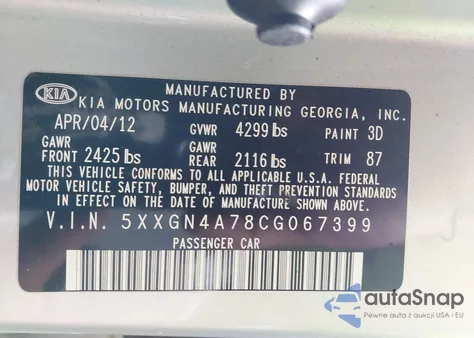 MANUFACTURED BY
KIA KIA MOTORS MANUFACTURING GEORGIA, INC.
APR/04/12 GVWR 4299 lbs PAINT 3D
GAWR FRONT 2425 lbs GAWR REAR 2116 lbs TRIM 87
THIS VEHICLE CONFORMS TO ALL APPLICABLE U.S.A. FEDERAL
MOTOR VEHICLE SAFETY, BUMPER, AND THEFT PREVENTION STANDARDS
IN EFFECT ON THE DATE OF MANUFACTURE SHOWN ABOVE.
V.I.N. 5XXGN4A78CG067399
PASSENGER CAR
autaSnap
Pewne auta z aukcji USA i EU